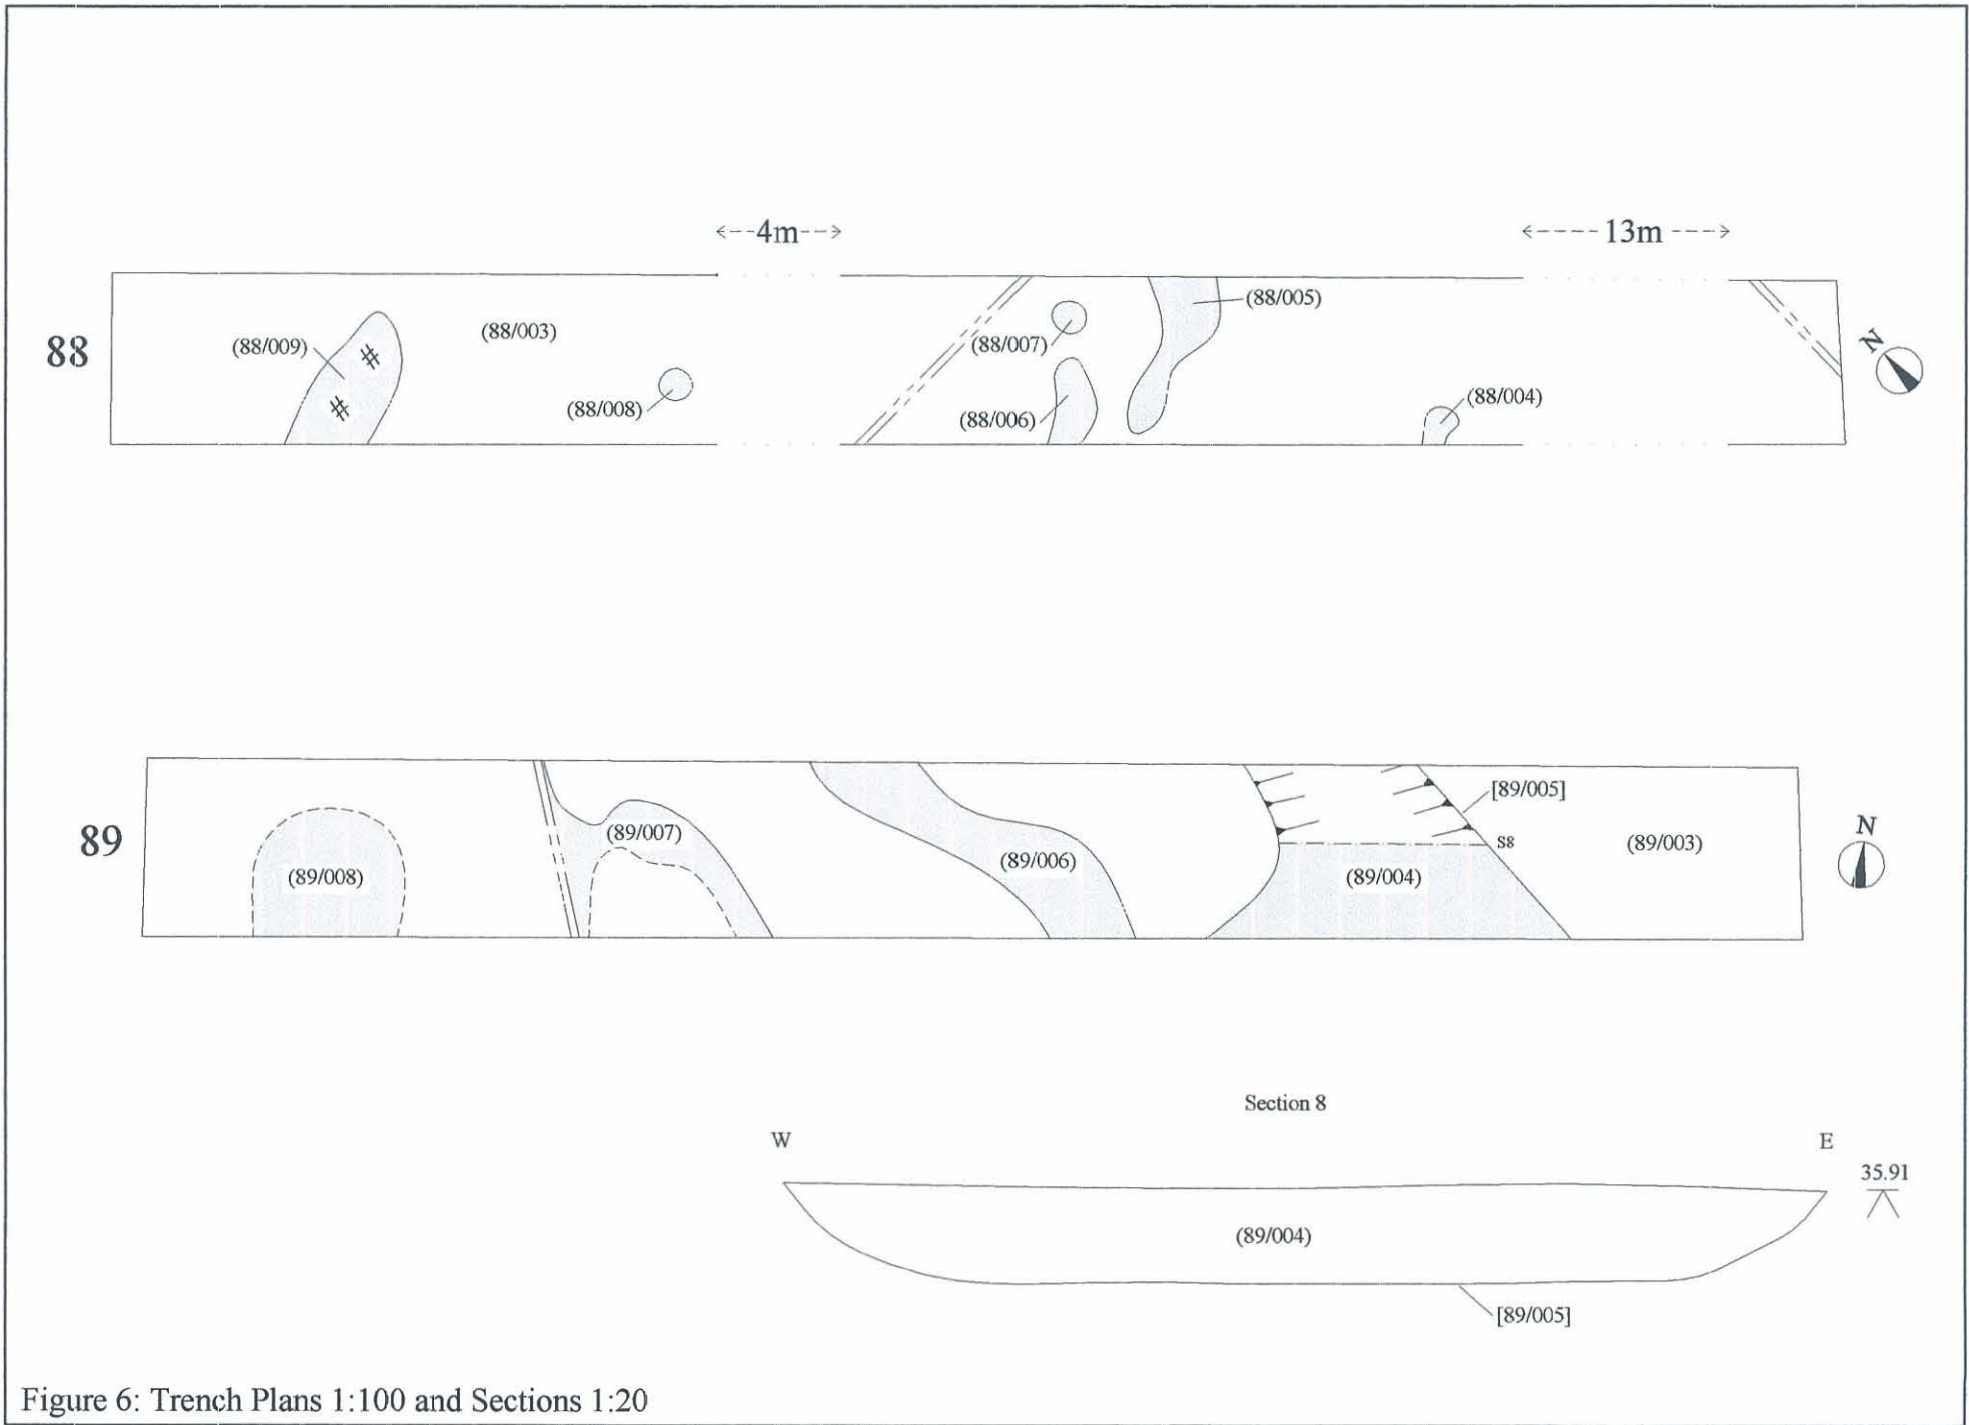 <--4m-->
<----13m---->
88
(88/009)
(88/003)
(88/008)
(88/007)
(88/006)
(88/005)
(88/004)
N
89
(89/008)
(89/007)
(89/006)
[89/005]
S8
(89/004)
(89/003)
N
Section 8
W
E
35.91
(89/004)
[89/005]
Figure 6: Trench Plans 1:100 and Sections 1:20